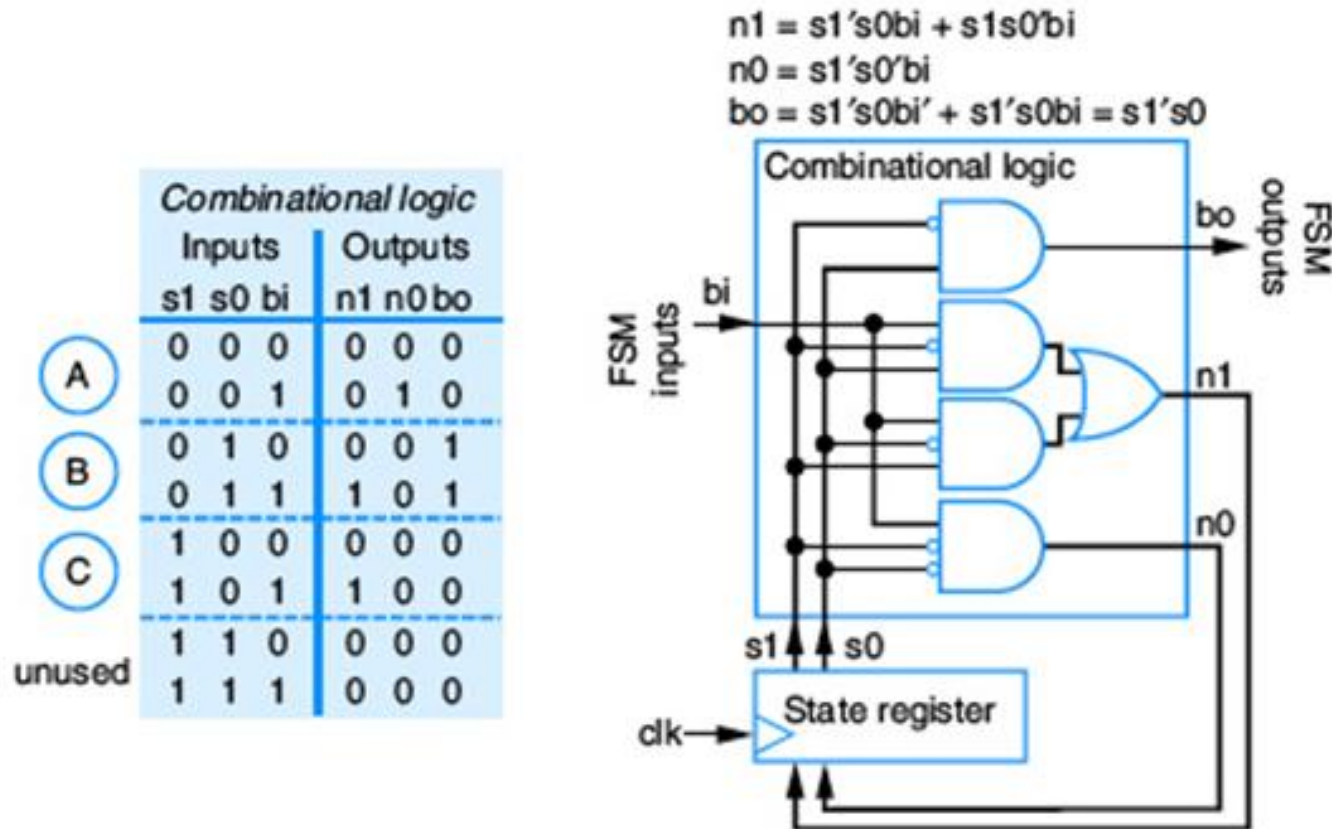 n1 = s1's0bi + s1s0'bi
n0 = s1's0'bi
bo = s1's0bi' + s1's0bi = s1's0
Combinational logic
Inputs Outputs
s1 s0 bi n1 n0 bo
A
0 0 0 0 0 0
0 0 1 0 1 0
B
0 1 0 0 0 1
0 1 1 1 0 1
C
1 0 0 0 0 0
1 0 1 1 0 0
unused
1 1 0 0 0 0
1 1 1 0 0 0
Combinational logic
bo
FSM
outputs
bi
FSM
inputs
n1
n0
s1 s0
State register
clk